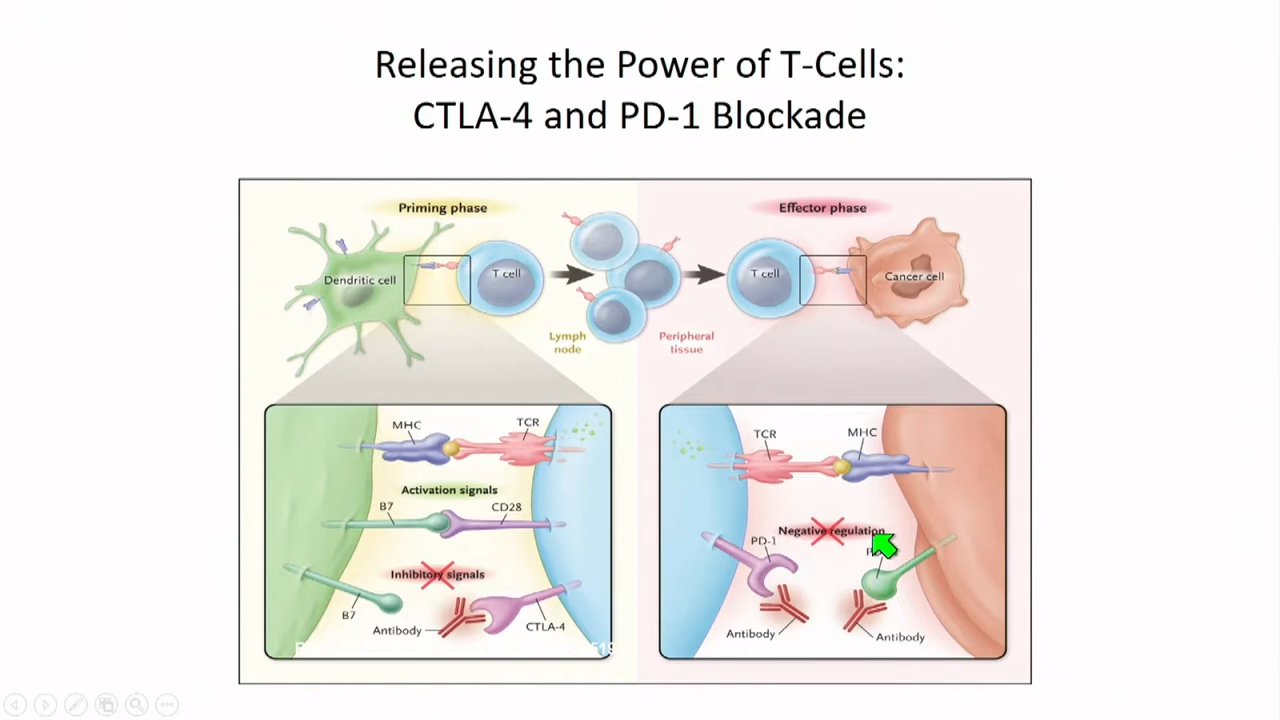 Releasing the Power of T-Cells:
CTLA-4 and PD-1 Blockade
Priming phase
Dendritic cell
T cell
Lymph
node
Effector phase
T cell
Cancer cell
Peripheral
tissue
MHC
TCR
Activation signals
B7
CD28
Inhibitory signals
B7
Antibody
CTLA-4
TCR
MHC
Negative regulation
PD-1
Antibody
Antibody